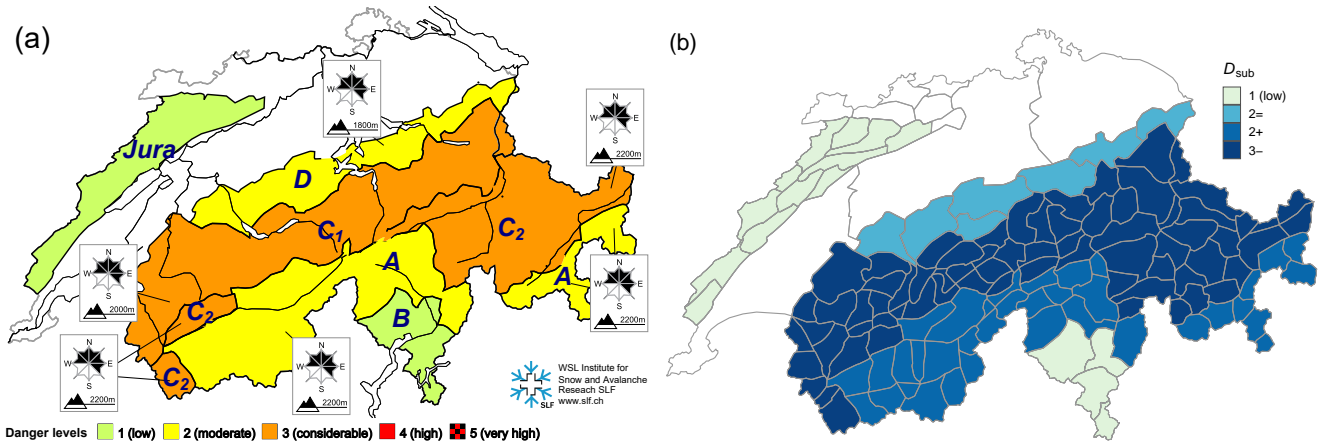 (a)
(b)
N
W E
S
1800m
N
W E
S
2200m
Jura
D
C1
C2
A
A
B
C2
C2
N
W E
S
2000m
N
W E
S
2200m
N
W E
S
2200m
N
W E
S
2200m
WSL Institute for
Snow and Avalanche
Reseach SLF
www.slf.ch
SLF
Danger levels 1 (low) 2 (moderate) 3 (considerable) 4 (high) 5 (very high)
Dsub
1 (low)
2=
2+
3–